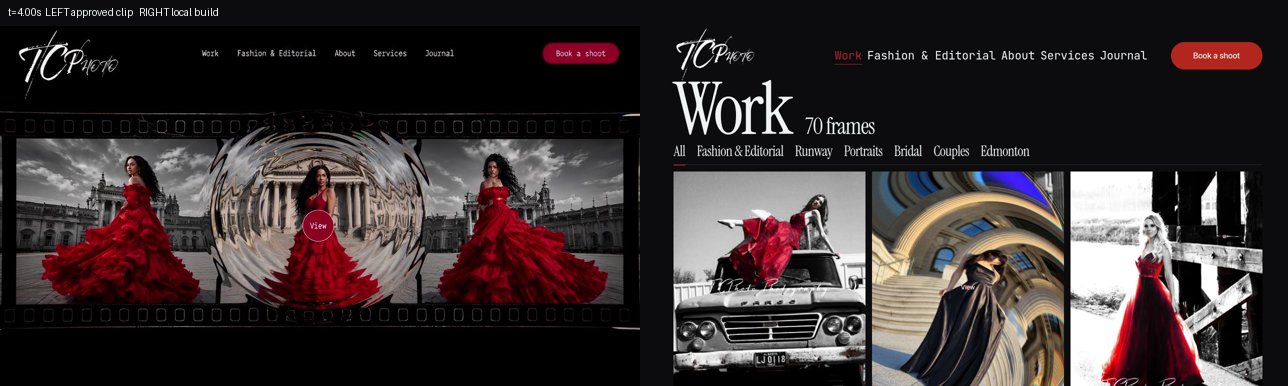 t=4.00s LEFT approved clip RIGHT local build
TCPHOTO
Work Fashion & Editorial About Services Journal
Book a shoot
View
TCPHOTO
Work Fashion & Editorial About Services Journal
Book a shoot
Work 70 frames
All Fashion & Editorial Runway Portraits Bridal Couples Edmonton
View
DODGE
LJ0118